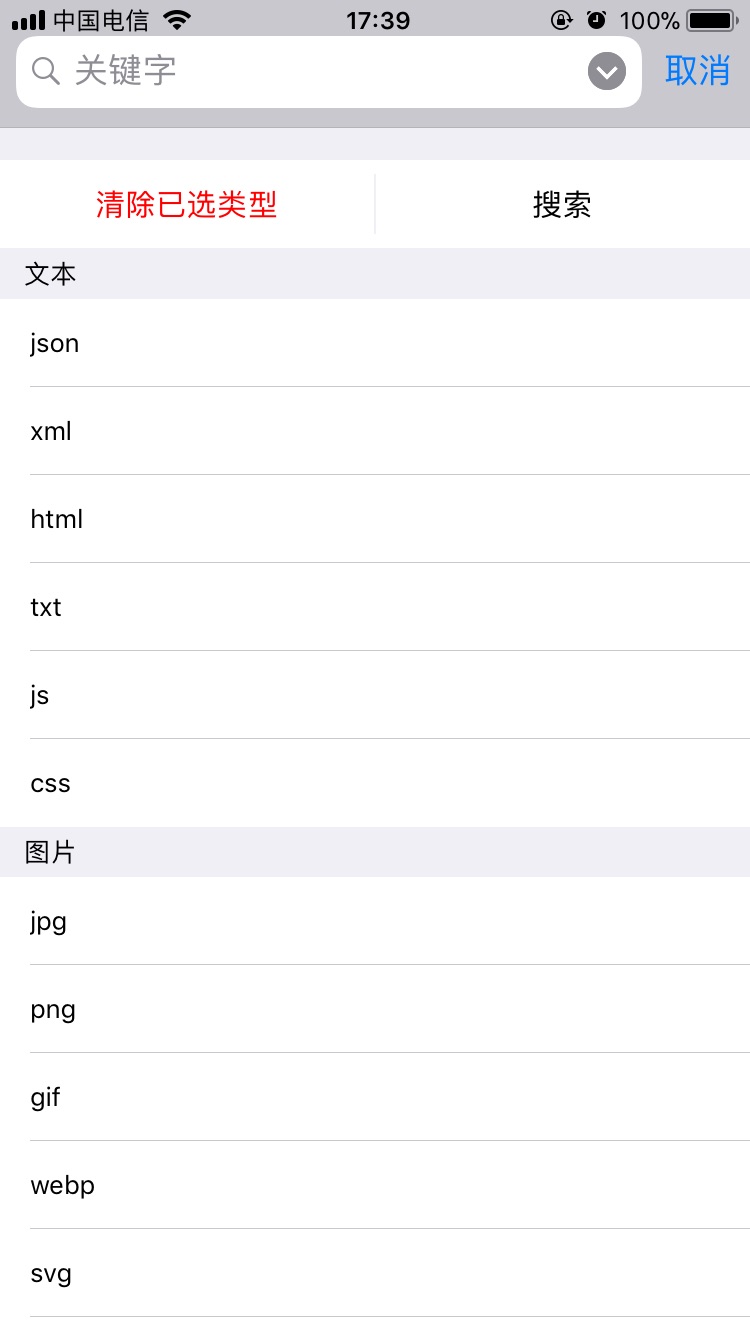 中国电信 17:39 100%
关键字 取消
清除已选类型 搜索
文本
json
xml
html
txt
js
css
图片
jpg
png
gif
webp
svg